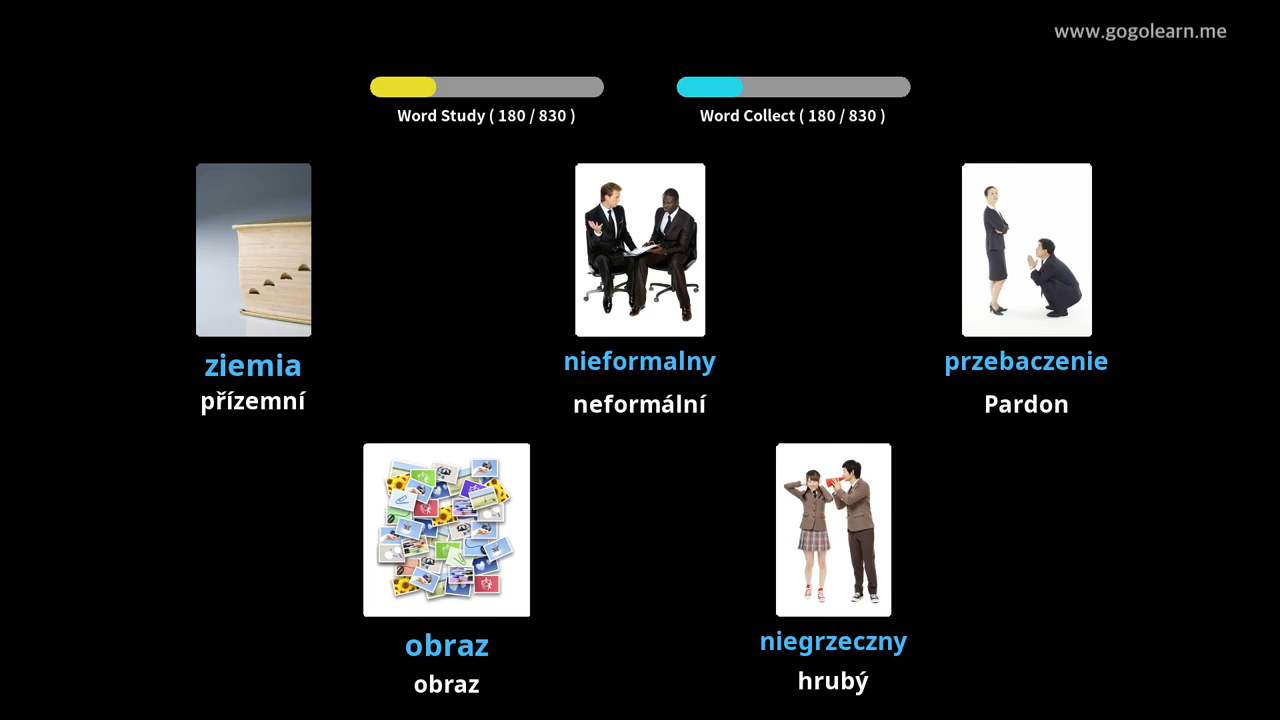 www.gogolearn.me
Word Study ( 180 / 830 )
Word Collect ( 180 / 830 )
ziemia
přízemní
nieformalny
neformální
przebaczenie
Pardon
obraz
obraz
niegrzeczny
hrubý